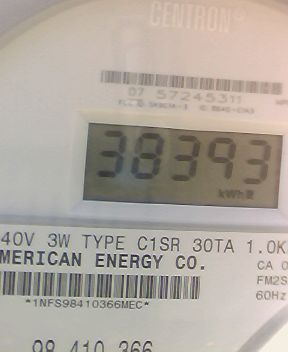 CENTRON®
07 57245311
38393
kWh
40V 3W TYPE C1SR 30TA 1.0K
MERICAN ENERGY CO.
CA 0
FM2S
60Hz
*1NFS98410366MEC*
98 410 366